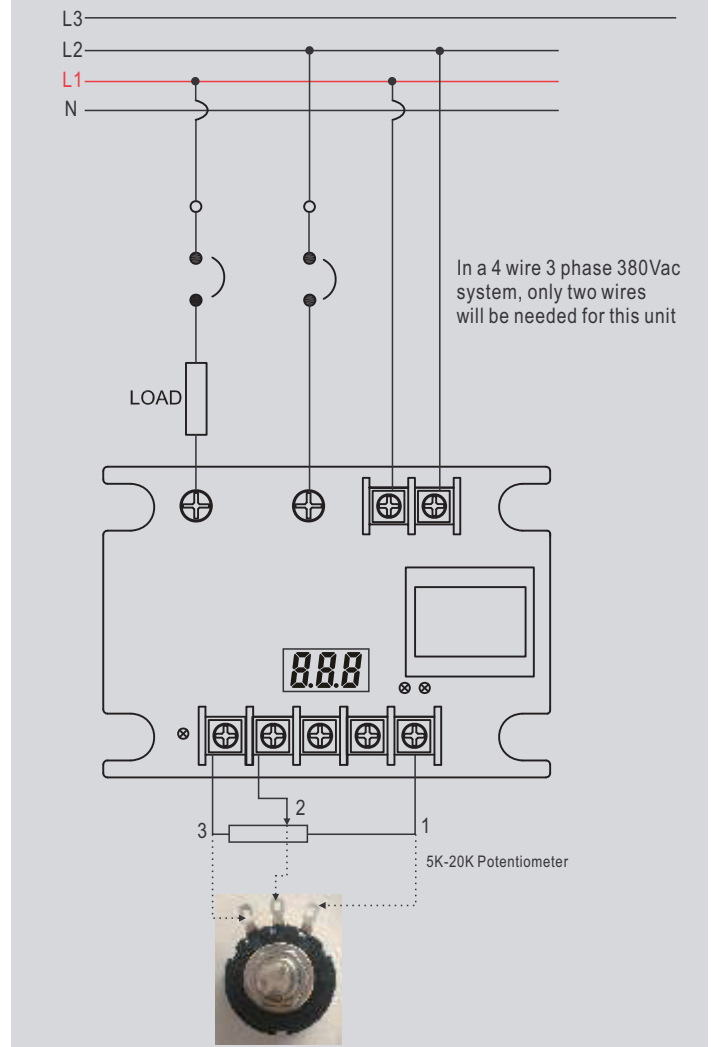 L3
L2
L1
N
In a 4 wire 3 phase 380Vac
system, only two wires
will be needed for this unit
LOAD
8.8.8
2
3
1
5K-20K Potentiometer